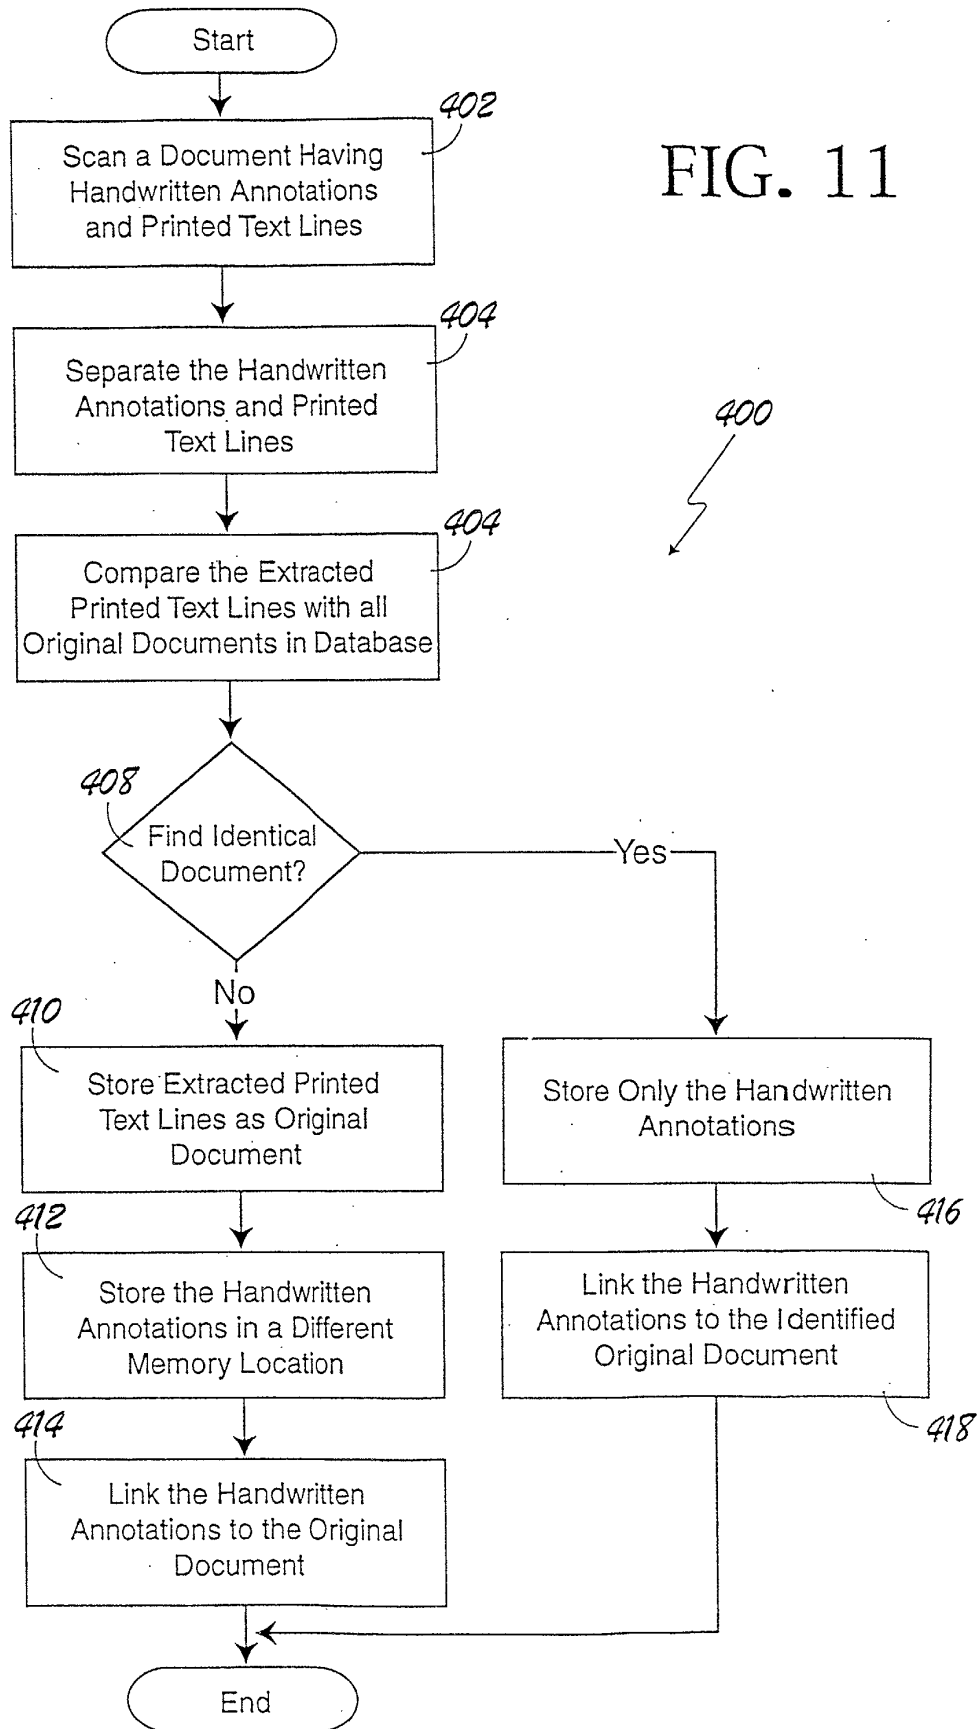 Start
402
Scan a Document Having
Handwritten Annotations
and Printed Text Lines
FIG. 11
404
Separate the Handwritten
Annotations and Printed
Text Lines
400
404
Compare the Extracted
Printed Text Lines with all
Original Documents in Database
408
Find Identical
Document?
Yes
No
410
Store Extracted Printed
Text Lines as Original
Document
Store Only the Handwritten
Annotations
416
412
Store the Handwritten
Annotations in a Different
Memory Location
Link the Handwritten
Annotations to the Identified
Original Document
418
414
Link the Handwritten
Annotations to the Original
Document
End